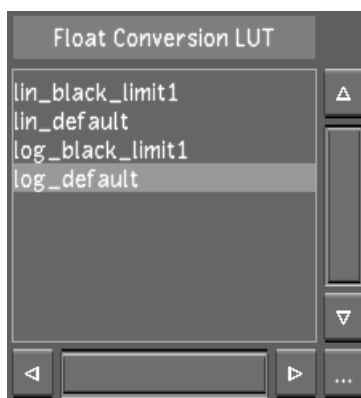 Float Conversion LUT
lin_black_limit1
lin_default
log_black_limit1
log_default
...